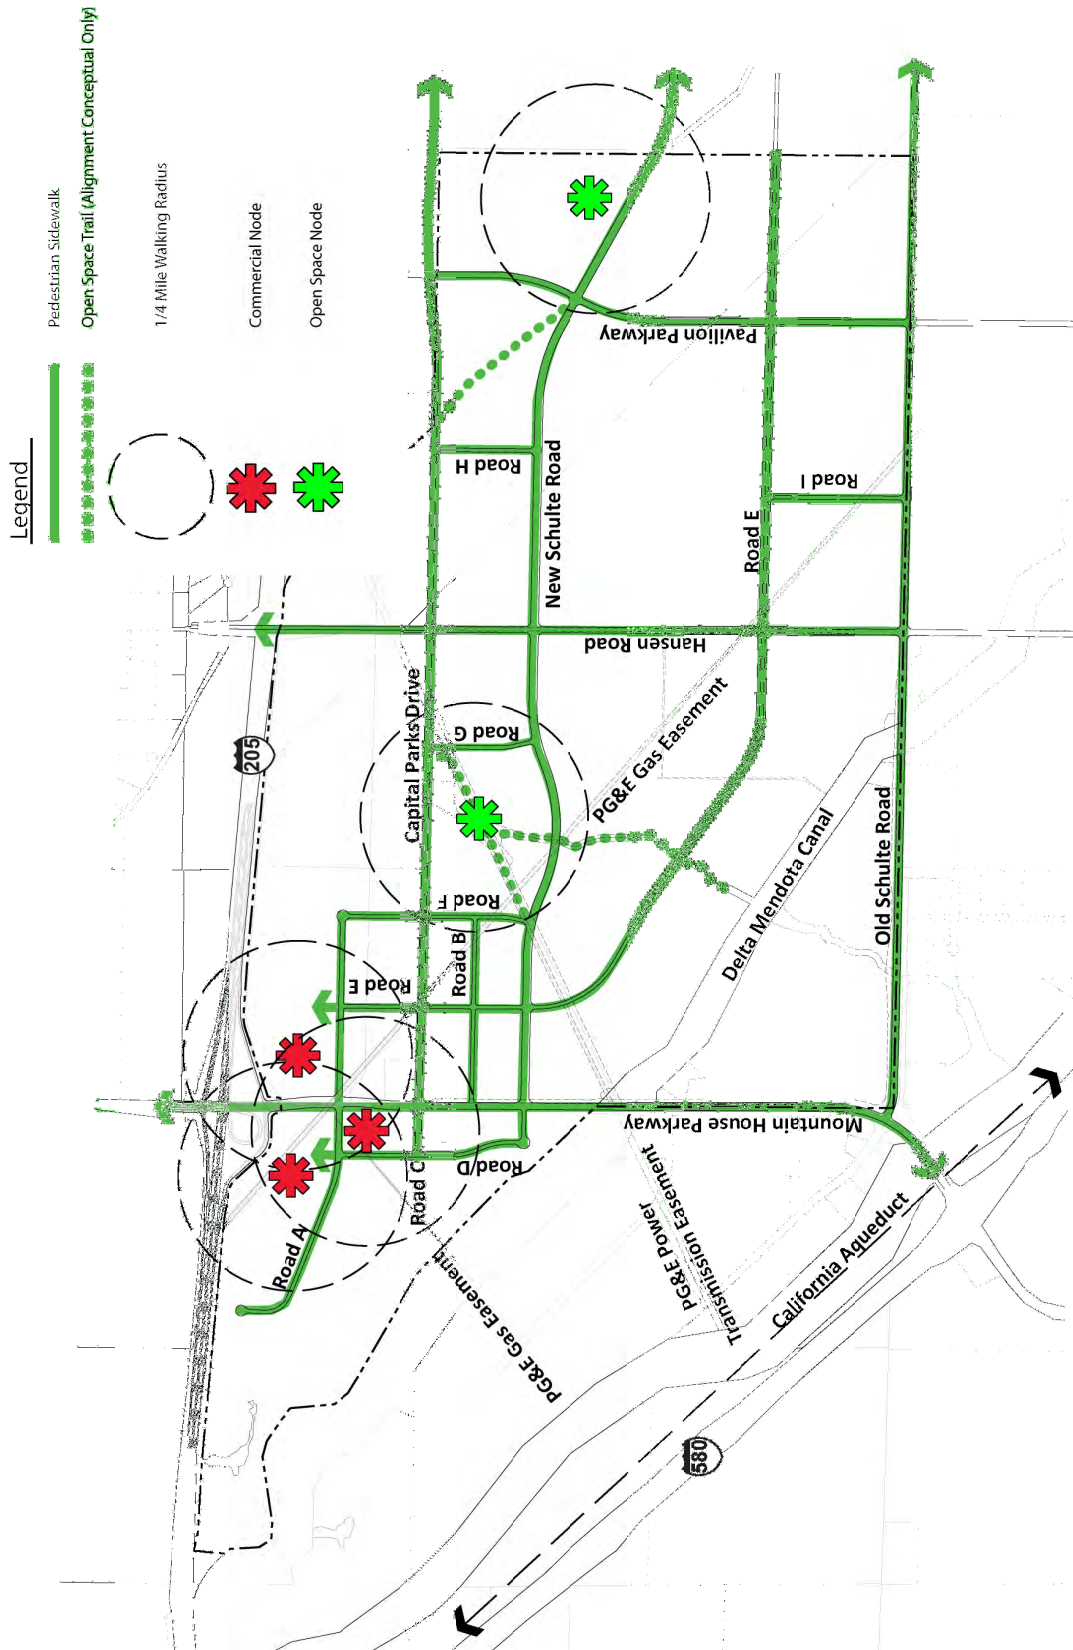 Legend
Pedestrian Sidewalk
Open Space Trail (Alignment Conceptual Only)
1/4 Mile Walking Radius
Commercial Node
Open Space Node
205
Road A
Road C
Road D
Road E
Road B
Road F
Capital Parks Drive
Road G
Road H
New Schulte Road
Hansen Road
Pavilion Parkway
Road E
Road I
PG&E Gas Easement
Delta Mendota Canal
Old Schulte Road
Mountain House Parkway
PG&E Power
Transmission Easement
PG&E Gas Easement
California Aqueduct
580